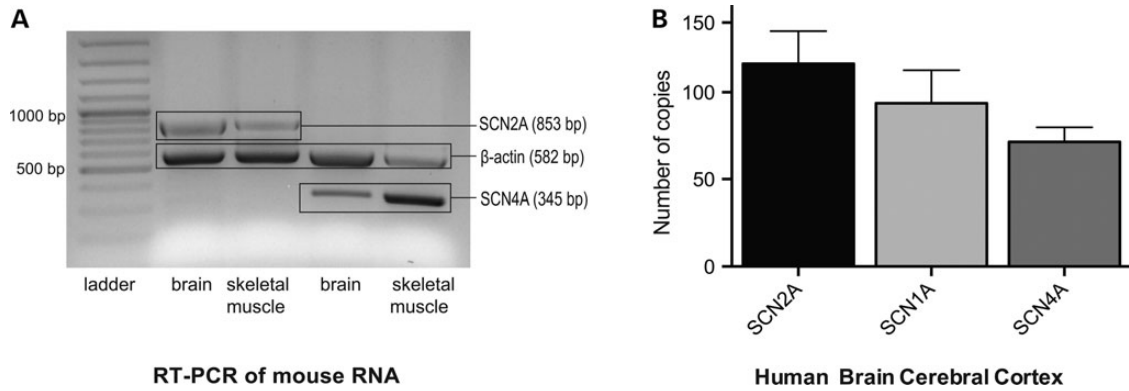 A
1000 bp
500 bp
SCN2A (853 bp)
β-actin (582 bp)
SCN4A (345 bp)
ladder
brain
skeletal
muscle
brain
skeletal
muscle
RT-PCR of mouse RNA
B
Number of copies
150
100
50
0
SCN2A
SCN1A
SCN4A
Human Brain Cerebral Cortex